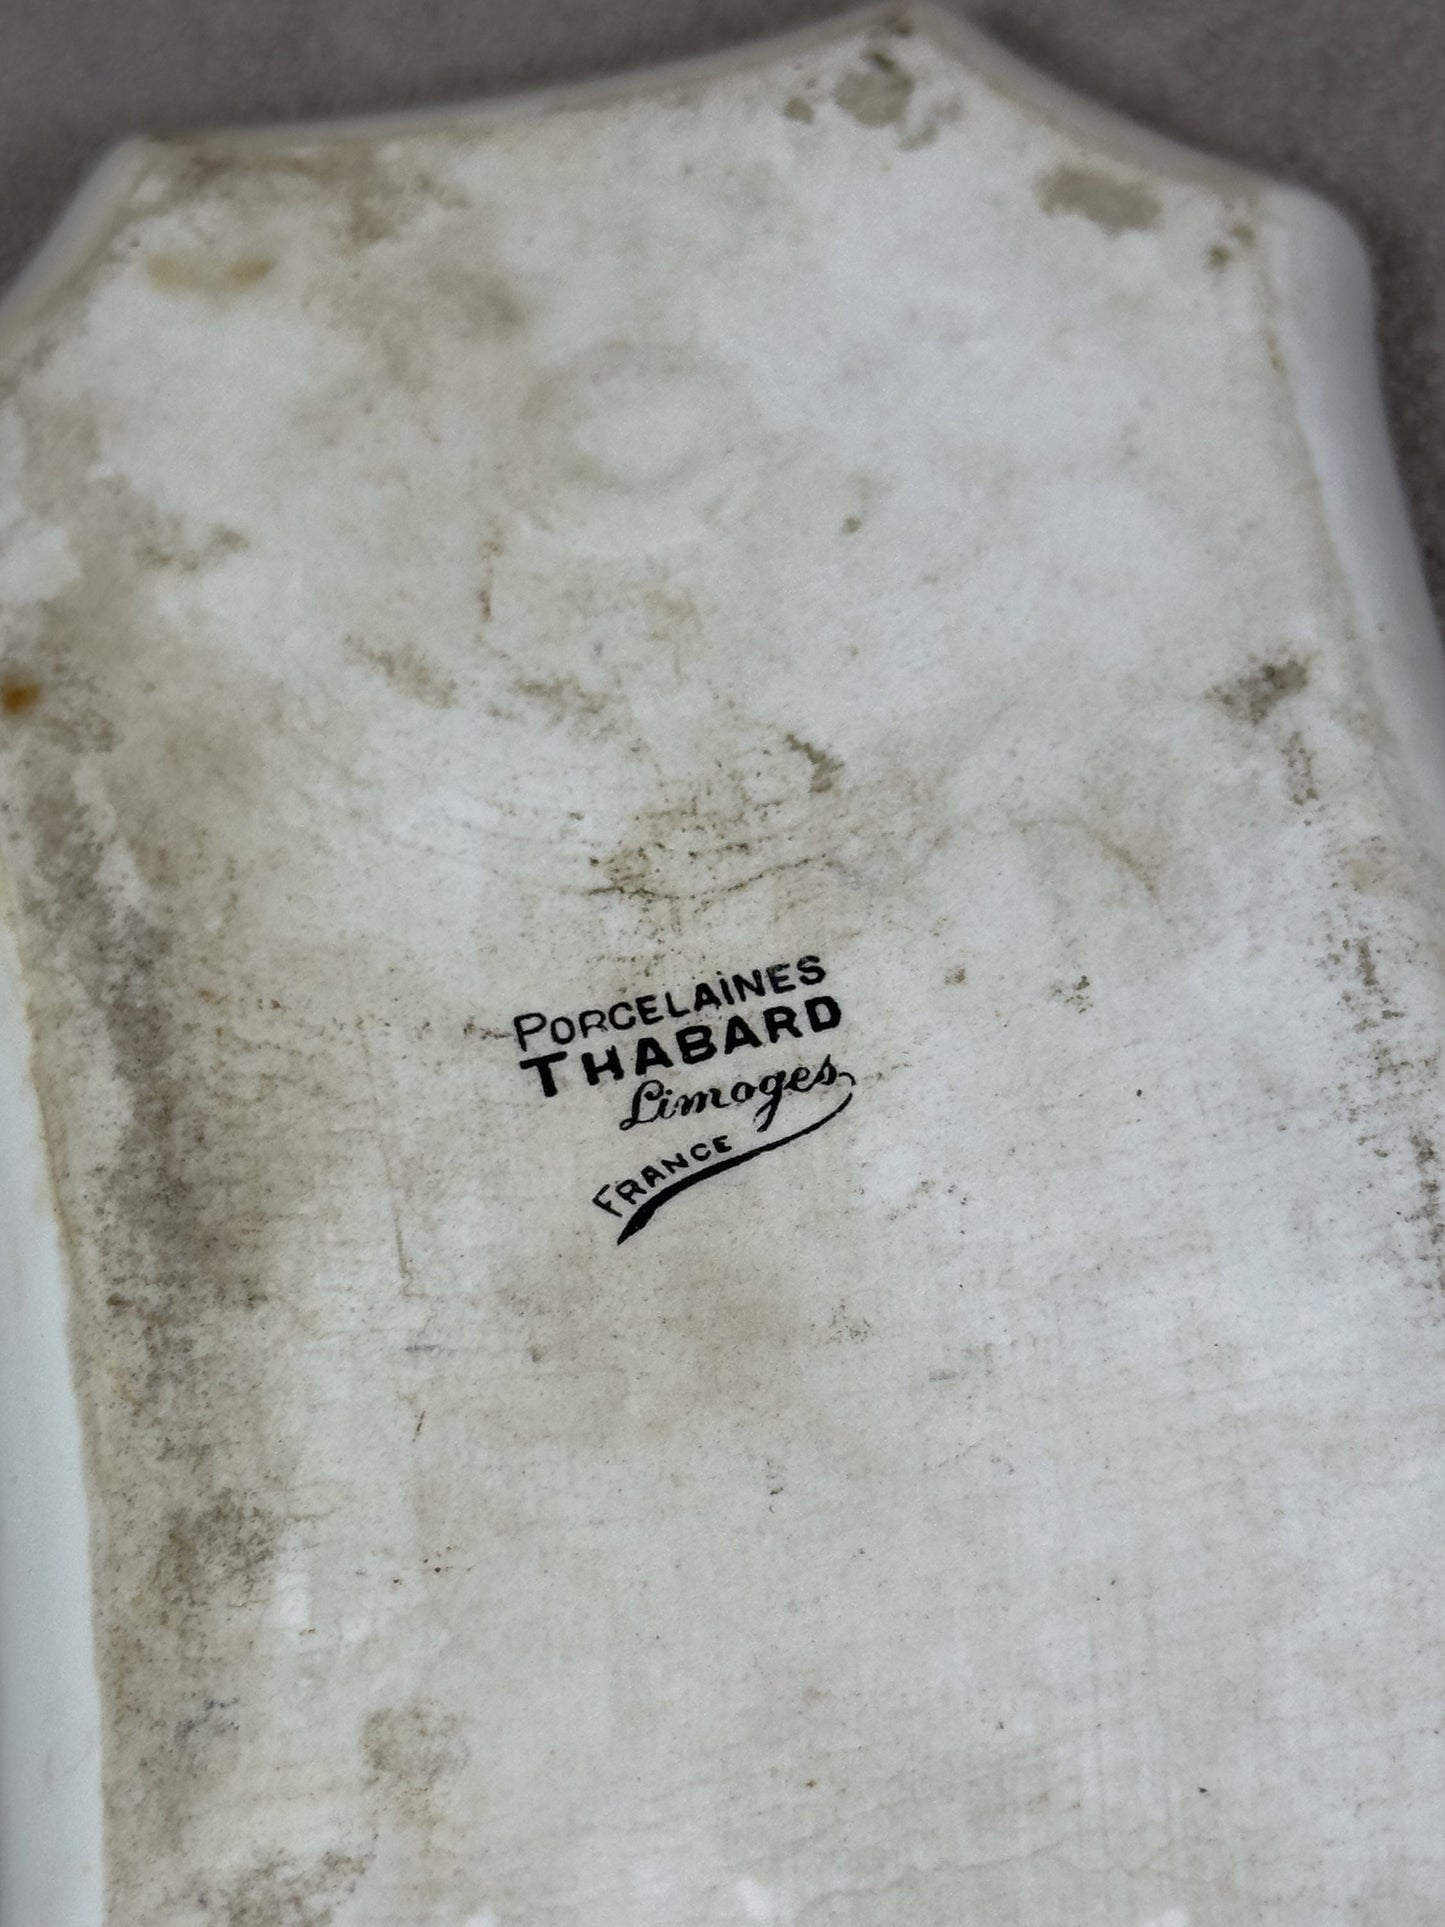 PORCELAINES
THABARD
Limoges
FRANCE